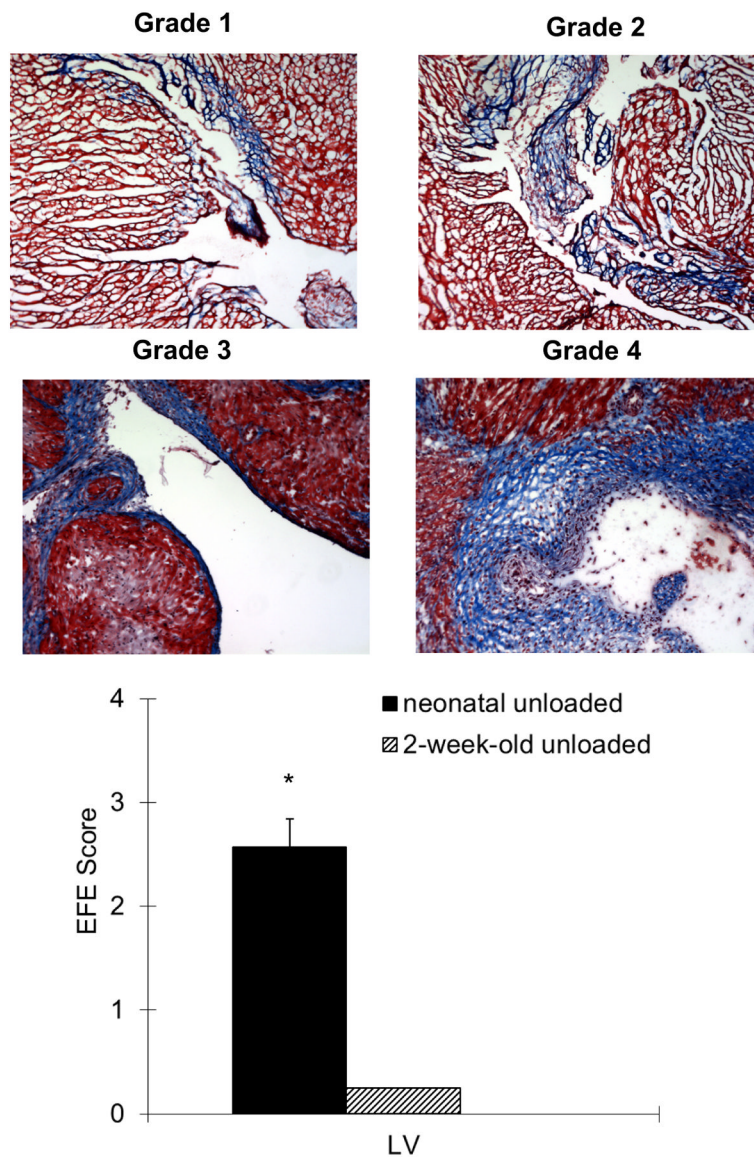 Grade 1
Grade 2
Grade 3
Grade 4
neonatal unloaded
2-week-old unloaded
*
4
3
2
1
0
EFE Score
LV